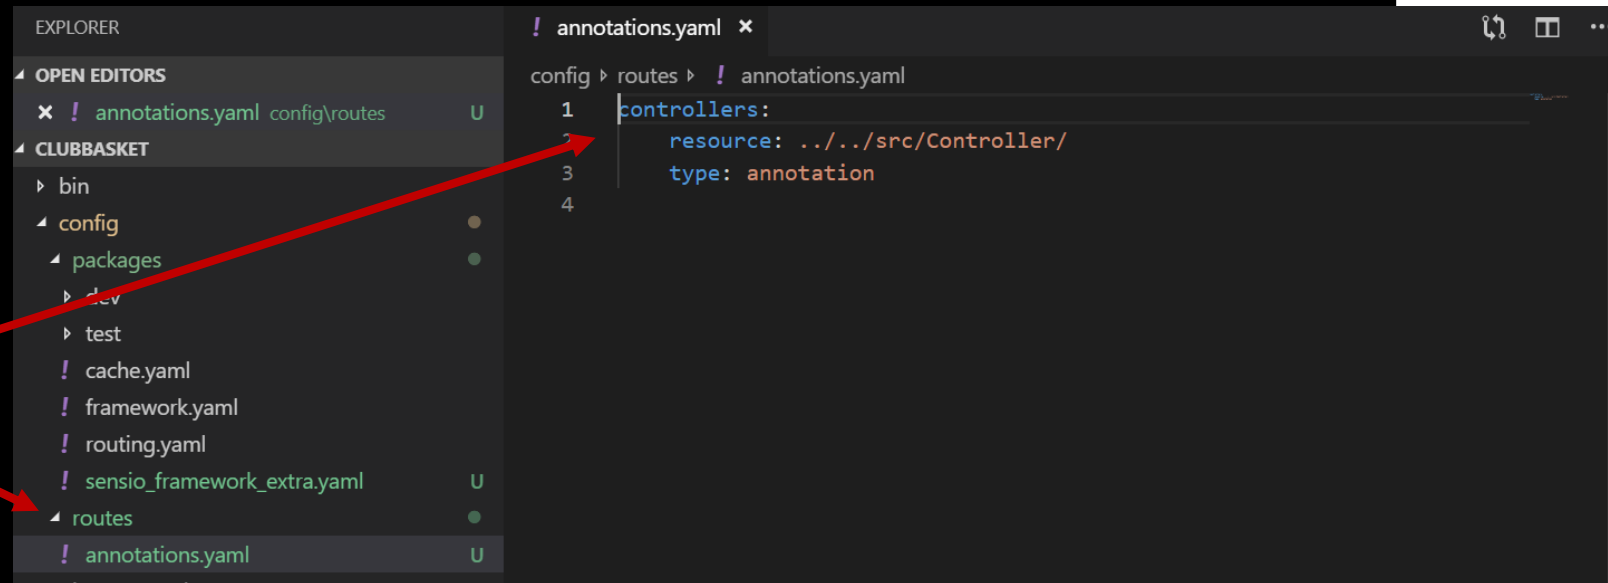 EXPLORER
OPEN EDITORS
annotations.yaml config\routes U
CLUBBASKET
bin
config
packages
dev
test
! cache.yaml
! framework.yaml
! routing.yaml
! sensio_framework_extra.yaml U
routes
! annotations.yaml U
! annotations.yaml
config routes ! annotations.yaml
1 controllers:
2 resource: ../../src/Controller/
3 type: annotation
4